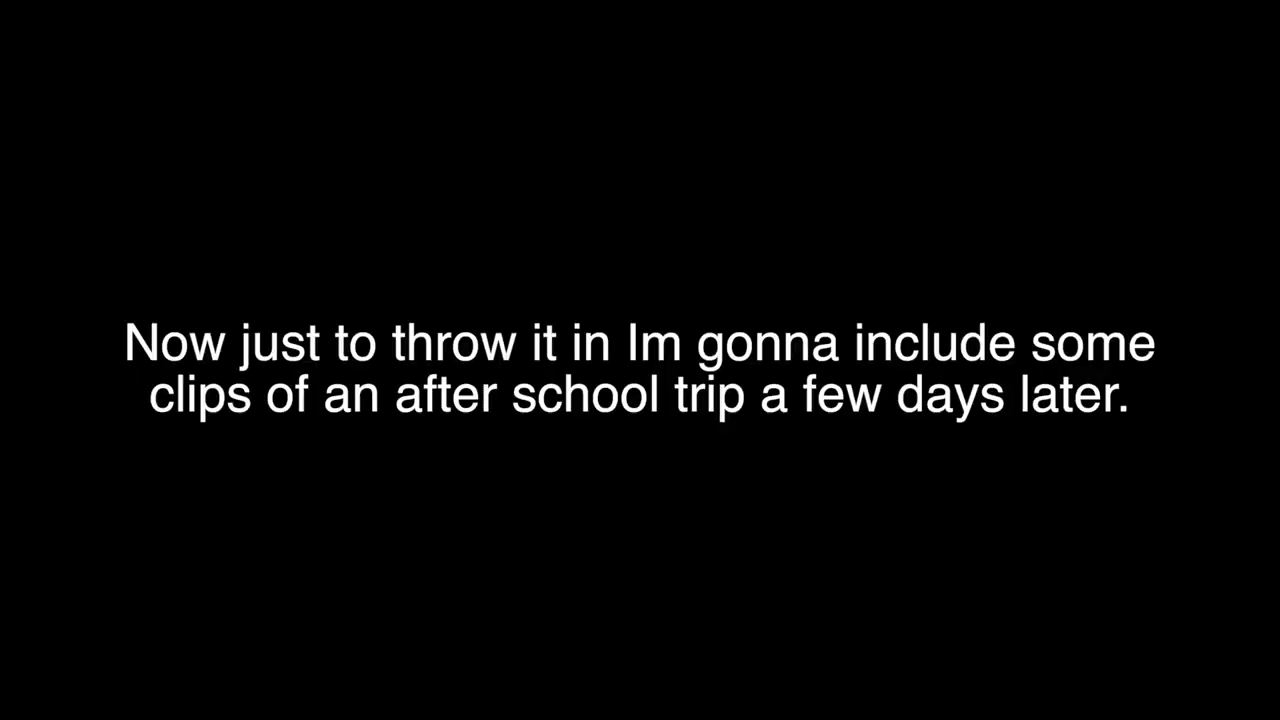 Now just to throw it in Im gonna include some
clips of an after school trip a few days later.